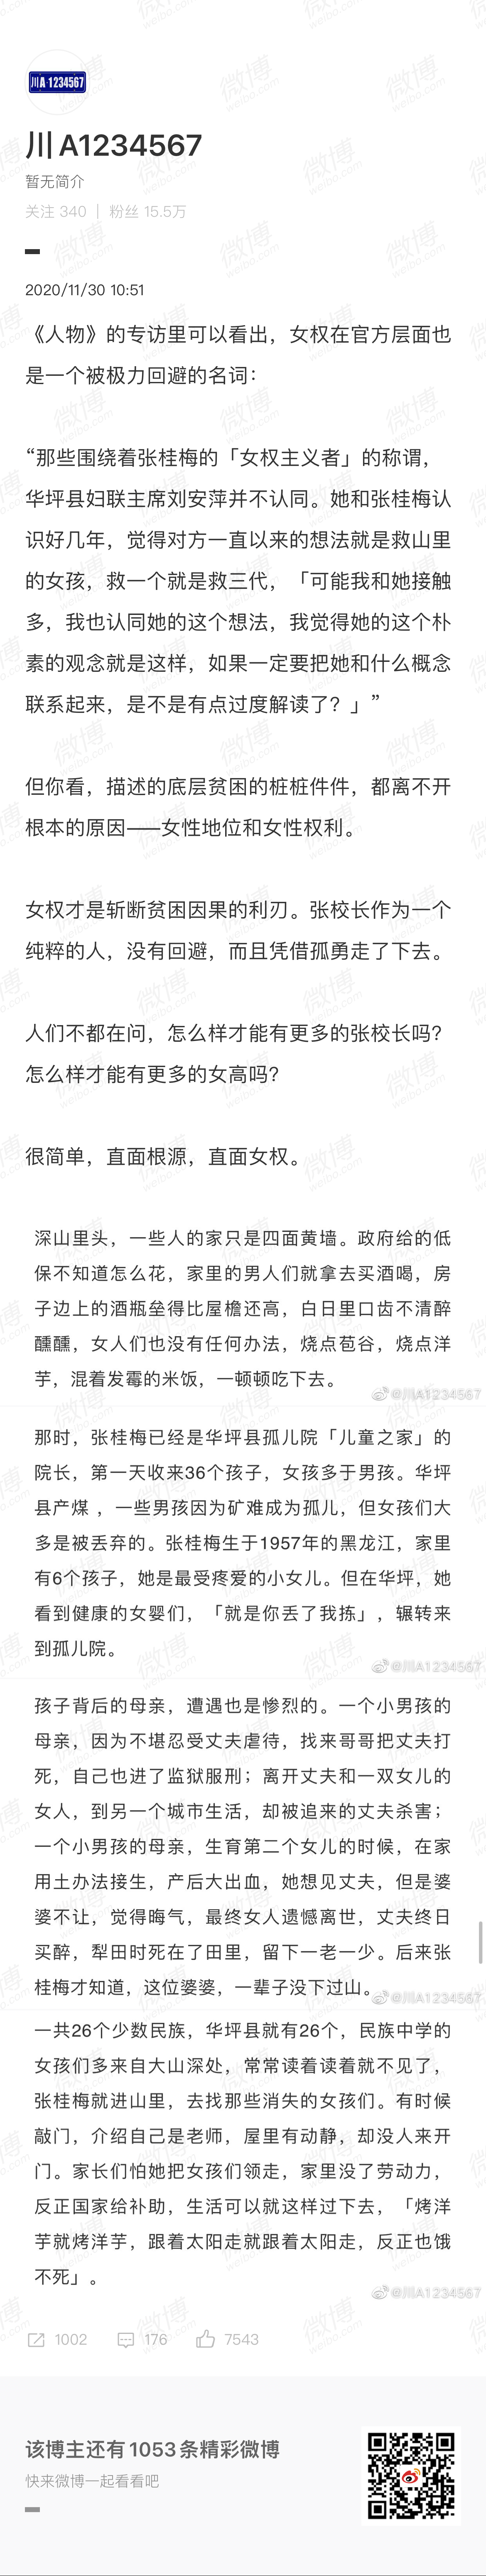 川A·1234567
川A1234567
暂无简介
关注 340 | 粉丝 15.5万
2020/11/30 10:51
《人物》的专访里可以看出，女权在官方层面也
是一个被极力回避的名词：
“那些围绕着张桂梅的「女权主义者」的称谓，
华坪县妇联主席刘安萍并不认同。她和张桂梅认
识好几年，觉得对方一直以来的想法就是救山里
的女孩，救一个就是救三代，「可能我和她接触
多，我也认同她的这个想法，我觉得她的这个朴
素的观念就是这样，如果一定要把她和什么概念
联系起来，是不是有点过度解读了？」”
但你看，描述的底层贫困的桩桩件件，都离不开
根本的原因——女性地位和女性权利。
女权才是斩断贫困因果的利刃。张校长作为一个
纯粹的人，没有回避，而且凭借孤勇走了下去。
人们不都在问，怎么样才能有更多的张校长吗？
怎么样才能有更多的女高吗？
很简单，直面根源，直面女权。
深山里头，一些人的家只是四面黄墙。政府给的低
保不知道怎么花，家里的男人们就拿去买酒喝，房
子边上的酒瓶垒得比屋檐还高，白日里口齿不清醉
醺醺，女人们也没有任何办法，烧点苞谷，烧点洋
芋，混着发霉的米饭，一顿顿吃下去。
@川A1234567
那时，张桂梅已经是华坪县孤儿院「儿童之家」的
院长，第一天收来36个孩子，女孩多于男孩。华坪
县产煤 ，一些男孩因为矿难成为孤儿，但女孩们大
多是被丢弃的。张桂梅生于1957年的黑龙江，家里
有6个孩子，她是最受疼爱的小女儿。但在华坪，她
看到健康的女婴们，「就是你丢了我拣」，辗转来
到孤儿院。
@川A1234567
孩子背后的母亲，遭遇也是惨烈的。一个小男孩的
母亲，因为不堪忍受丈夫虐待，找来哥哥把丈夫打
死，自己也进了监狱服刑；离开丈夫和一双女儿的
女人，到另一个城市生活，却被追来的丈夫杀害；
一个小男孩的母亲，生育第二个女儿的时候，在家
用土办法接生，产后大出血，她想见丈夫，但是婆
婆不让，觉得晦气，最终女人遗憾离世，丈夫终日
买醉，犁田时死在了田里，留下一老一少。后来张
桂梅才知道，这位婆婆，一辈子没下过山。
@川A1234567
一共26个少数民族，华坪县就有26个，民族中学的
女孩们多来自大山深处，常常读着读着就不见了，
张桂梅就进山里，去找那些消失的女孩们。有时候
敲门，介绍自己是老师，屋里有动静，却没人来开
门。家长们怕她把女孩们领走，家里没了劳动力，
反正国家给补助，生活可以就这样过下去，「烤洋
芋就烤洋芋，跟着太阳走就跟着太阳走，反正也饿
不死」。
@川A1234567
1002 176 7543
该博主还有1053条精彩微博
快来微博一起看看吧